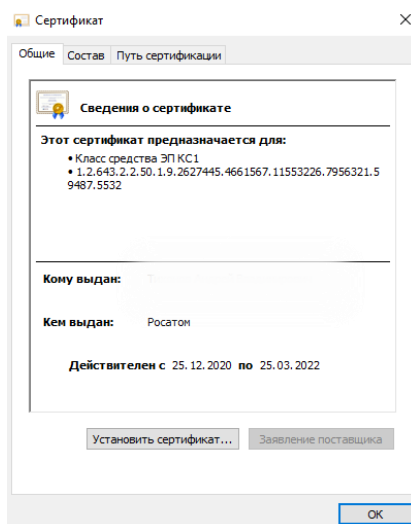 Сертификат
Общие Состав Путь сертификации
Сведения о сертификате
Этот сертификат предназначается для:
• Класс средства ЭП КС1
• 1.2.643.2.2.50.1.9.2627445.4661567.11553226.7956321.5
9487.5532
Кому выдан:
Кем выдан: Росатом
Действителен с 25.12.2020 по 25.03.2022
Установить сертификат... Заявление поставщика
ОК